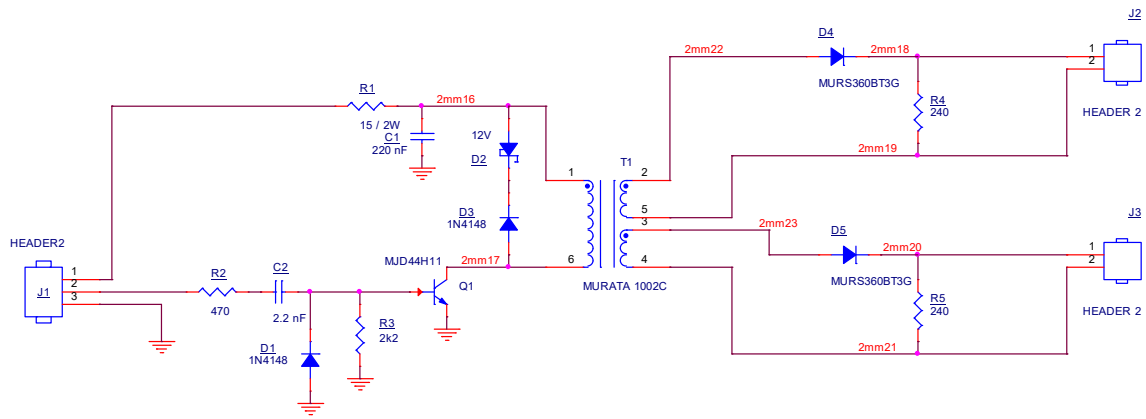 J2
D4
2mm22
2mm18
1
2
MURS360BT3G
R4
240
HEADER 2
2mm19
R1
2mm16
15 / 2W
C1
220 nF
12V
D2
T1
1
2
D3
1N4148
5
3
2mm23
J3
D5
2mm20
1
2
HEADER2
MJD44H11
2mm17
6
4
MURS360BT3G
J1
1
2
3
R2
470
C2
2.2 nF
Q1
MURATA 1002C
R5
240
HEADER 2
R3
2k2
D1
1N4148
2mm21